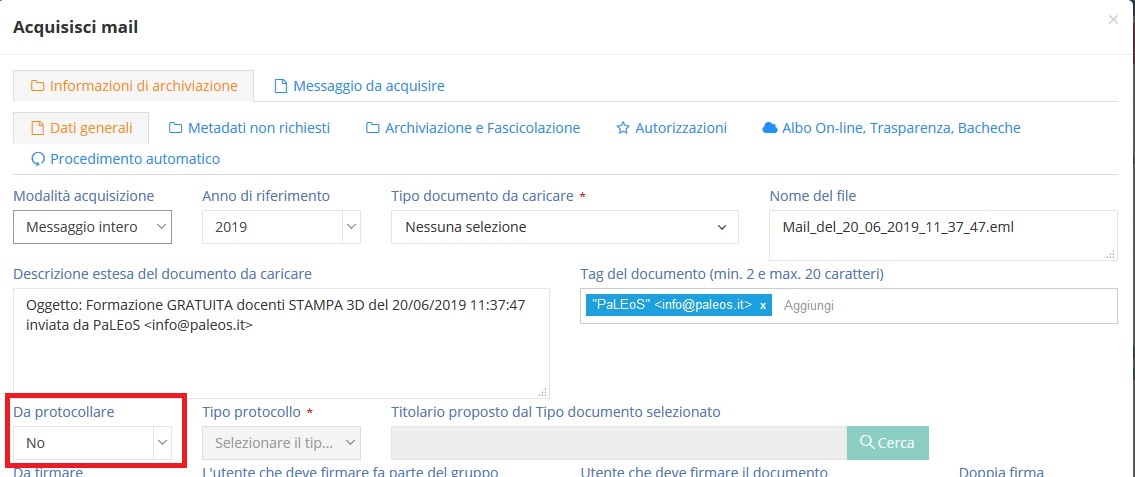 Acquisisci mail
×
Informazioni di archiviazione
Messaggio da acquisire
Dati generali
Metadati non richiesti
Archiviazione e Fascicolazione
Autorizzazioni
Albo On-line, Trasparenza, Bacheche
Procedimento automatico
Modalità acquisizione
Anno di riferimento
Tipo documento da caricare *
Nome del file
Messaggio intero
2019
Nessuna selezione
Mail_del_20_06_2019_11_37_47.eml
Descrizione estesa del documento da caricare
Tag del documento (min. 2 e max. 20 caratteri)
Oggetto: Formazione GRATUITA docenti STAMPA 3D del 20/06/2019 11:37:47
inviata da PaLEoS <info@paleos.it>
"PaLEoS" <info@paleos.it> x
Aggiungi
Da protocollare
Tipo protocollo *
Titolario proposto dal Tipo documento selezionato
No
Selezionare il tip...
Cerca
Da firmare
L'utente che deve firmare fa parte del gruppo
Utente che deve firmare il documento
Doppia firma